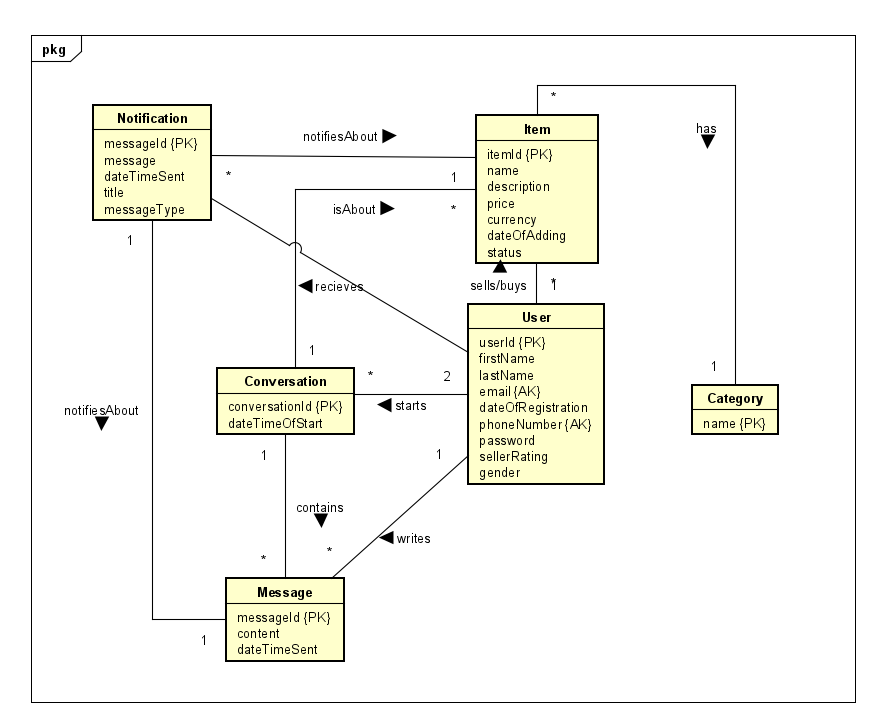 pkg
Notification
messageId {PK}
message
dateTimeSent
title
messageType
notifiesAbout
*
1
Item
itemId {PK}
name
description
price
currency
dateOfAdding
status
*
has
1
isAbout
*
1
recieves
sells/buys
*
1
User
userId {PK}
firstName
lastName
email {AK}
dateOfRegistration
phoneNumber {AK}
password
sellerRating
gender
Category
name {PK}
Conversation
conversationId {PK}
dateTimeOfStart
*
2
starts
1
notifiesAbout
1
1
contains
*
1
writes
*
Message
messageId {PK}
content
dateTimeSent